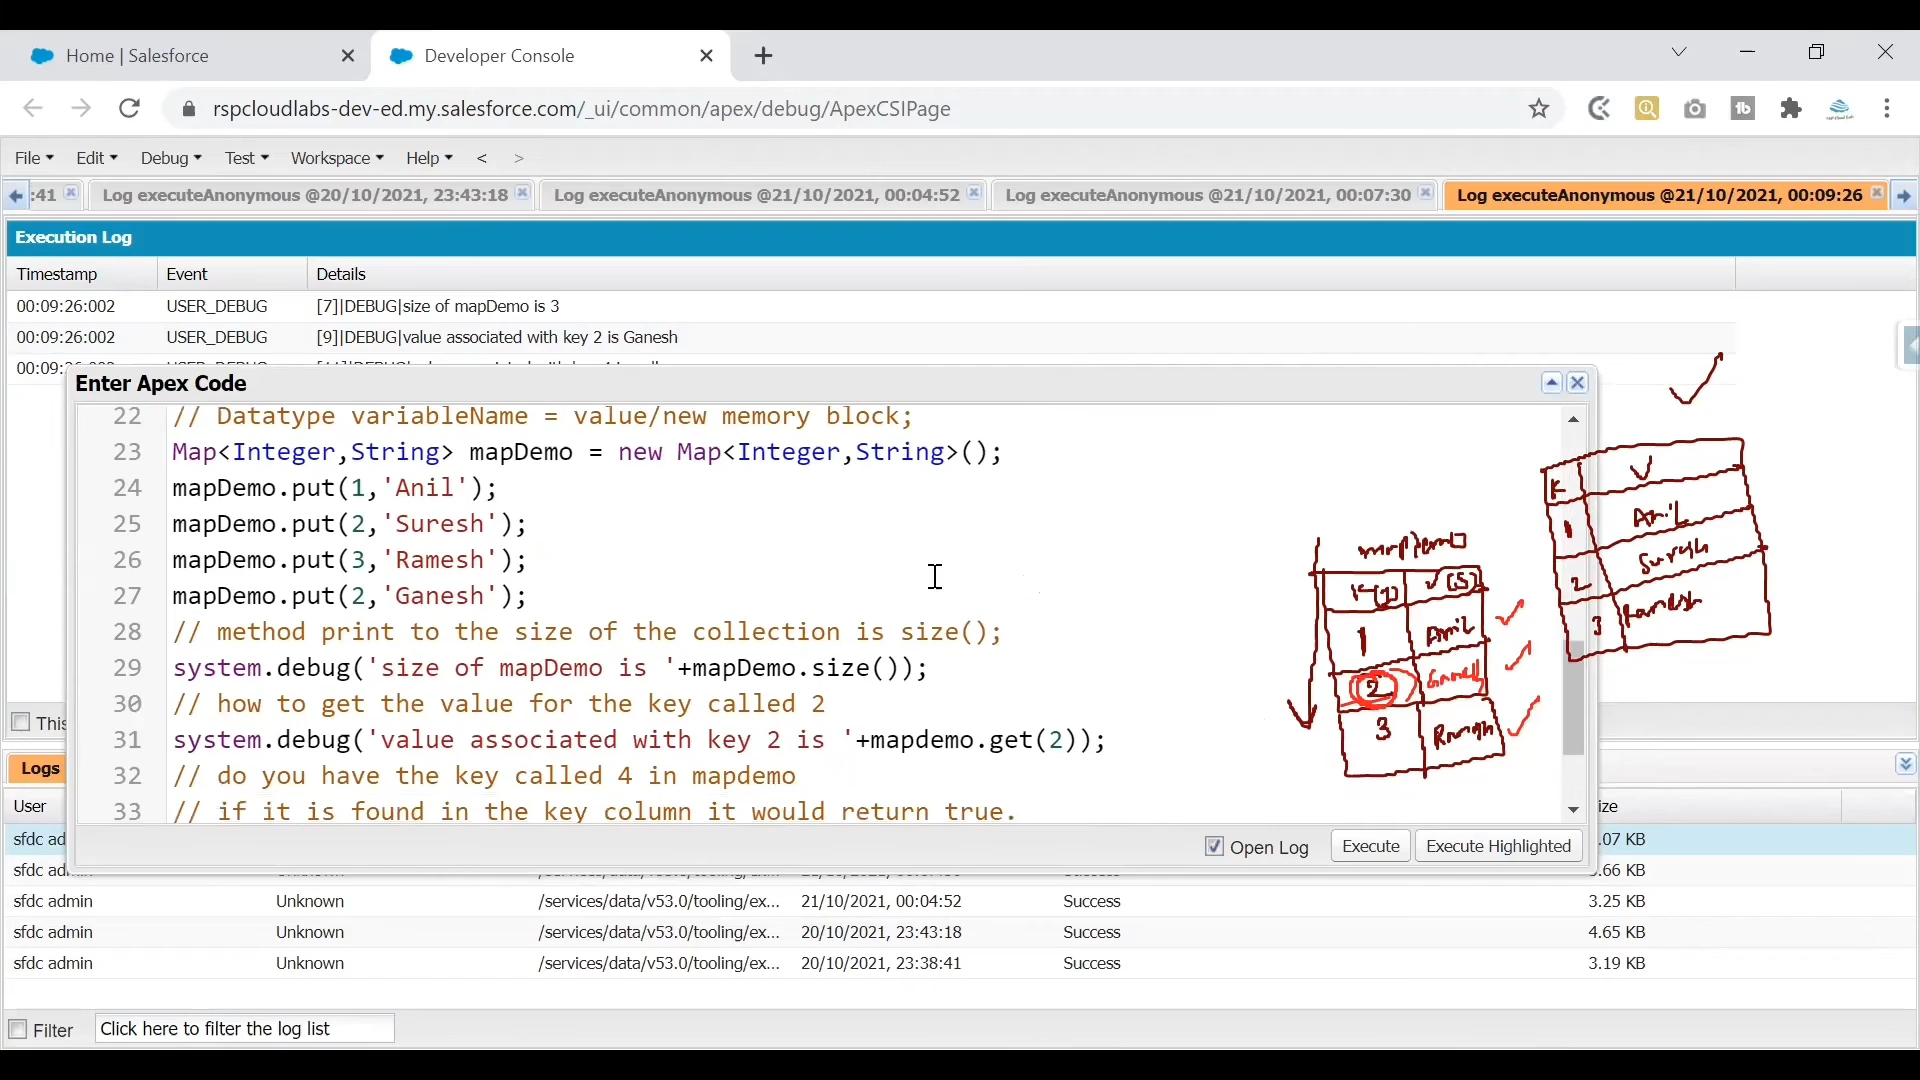 Home | Salesforce
Developer Console
rspcloudlabs-dev-ed.my.salesforce.com/_ui/common/apex/debug/ApexCSIPage
File Edit Debug Test Workspace Help < >
:41
Log executeAnonymous @20/10/2021, 23:43:18
Log executeAnonymous @21/10/2021, 00:04:52
Log executeAnonymous @21/10/2021, 00:07:30
Log executeAnonymous @21/10/2021, 00:09:26
Execution Log
Timestamp Event Details
00:09:26:002 USER_DEBUG [7]|DEBUG|size of mapDemo is 3
00:09:26:002 USER_DEBUG [9]|DEBUG|value associated with key 2 is Ganesh
00:09:
Enter Apex Code
22 // Datatype variableName = value/new memory block;
23 Map<Integer,String> mapDemo = new Map<Integer,String>();
24 mapDemo.put(1,'Anil');
25 mapDemo.put(2,'Suresh');
26 mapDemo.put(3,'Ramesh');
27 mapDemo.put(2,'Ganesh');
28 // method print to the size of the collection is size();
29 system.debug('size of mapDemo is '+mapDemo.size());
30 // how to get the value for the key called 2
31 system.debug('value associated with key 2 is '+mapdemo.get(2));
32 // do you have the key called 4 in mapdemo
33 // if it is found in the key column it would return true.
K V
1 Anil
2 Suresh
3 Ramesh
1 Anil
2 Ganesh
3 Ramesh
Open Log Execute Execute Highlighted
This
Logs
User
ize
sfdc ad
.07 KB
sfdc ad
.66 KB
sfdc admin Unknown /services/data/v53.0/tooling/ex... 21/10/2021, 00:04:52 Success 3.25 KB
sfdc admin Unknown /services/data/v53.0/tooling/ex... 20/10/2021, 23:43:18 Success 4.65 KB
sfdc admin Unknown /services/data/v53.0/tooling/ex... 20/10/2021, 23:38:41 Success 3.19 KB
Filter Click here to filter the log list